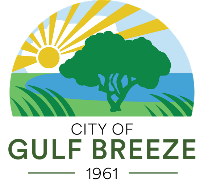 CITY OF
GULF BREEZE
1961